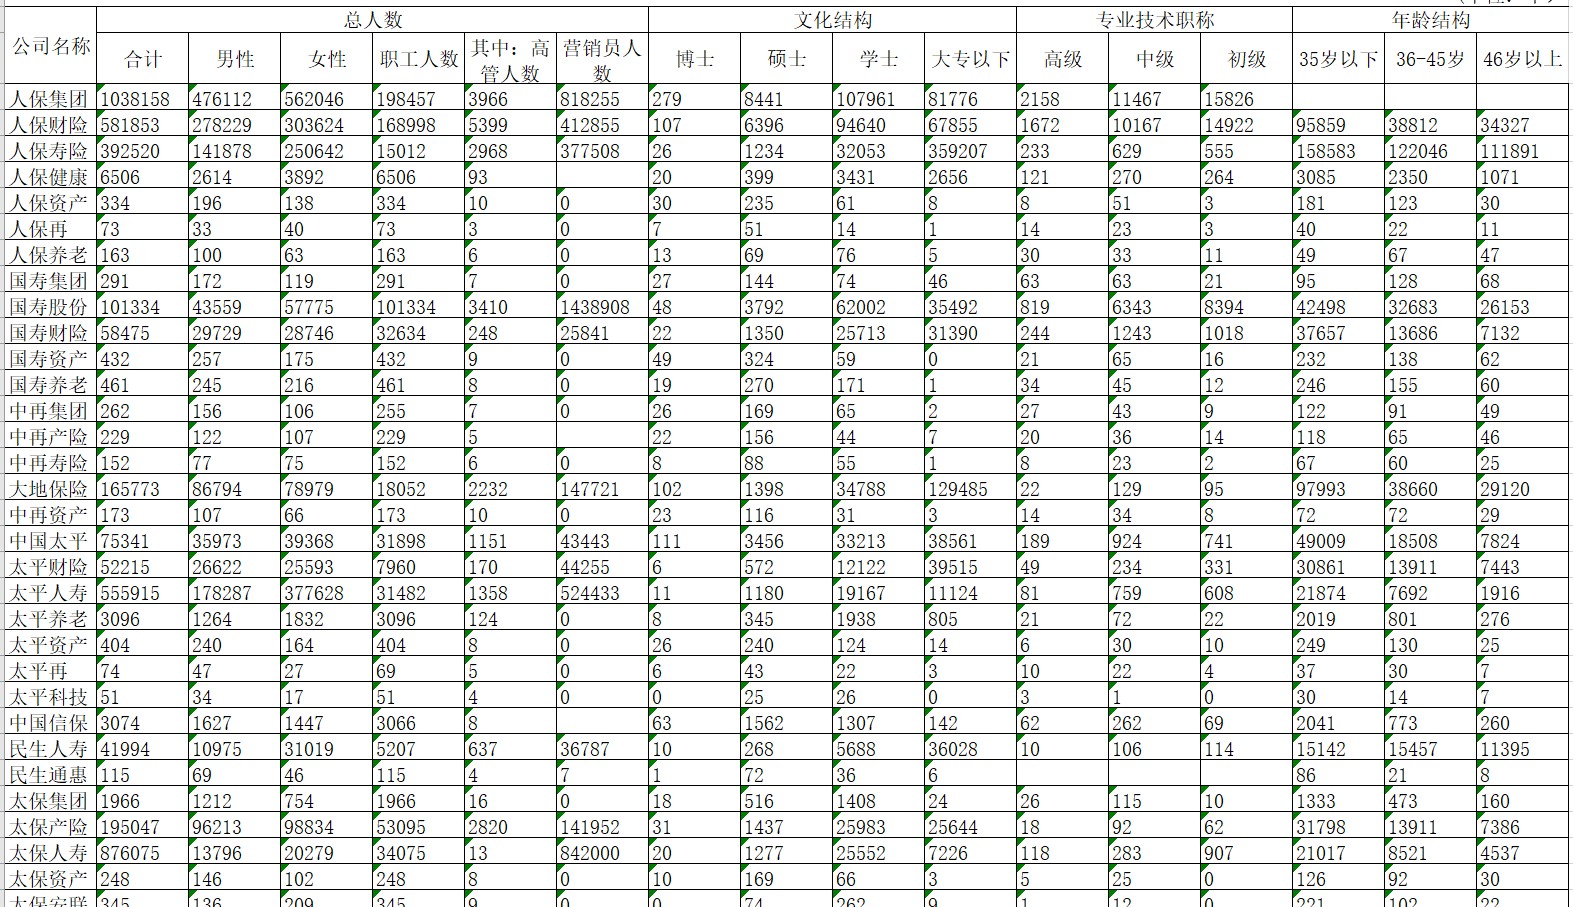 总人数 文化结构 专业技术职称 年龄结构
公司名称 合计 男性 女性 职工人数 其中：高管人数 营销员人数 博士 硕士 学士 大专以下 高级 中级 初级 35岁以下 36-45岁 46岁以上
人保集团 1038158 476112 562046 198457 3966 818255 279 8441 107961 81776 2158 11467 15826
人保财险 581853 278229 303624 168998 5399 412855 107 6396 94640 67855 1672 10167 14922 95859 38812 34327
人保寿险 392520 141878 250642 15012 2968 377508 26 1234 32053 359207 233 629 555 158583 122046 111891
人保健康 6506 2614 3892 6506 93 20 399 3431 2656 121 270 264 3085 2350 1071
人保资产 334 196 138 334 10 0 30 235 61 8 8 51 3 181 123 30
人保再 73 33 40 73 3 0 7 51 14 1 14 23 3 40 22 11
人保养老 163 100 63 163 6 0 13 69 76 5 30 33 11 49 67 47
国寿集团 291 172 119 291 7 0 27 144 74 46 63 63 21 95 128 68
国寿股份 101334 43559 57775 101334 3410 1438908 48 3792 62002 35492 819 6343 8394 42498 32683 26153
国寿财险 58475 29729 28746 32634 248 25841 22 1350 25713 31390 244 1243 1018 37657 13686 7132
国寿资产 432 257 175 432 9 0 49 324 59 0 21 65 16 232 138 62
国寿养老 461 245 216 461 8 0 19 270 171 1 34 45 12 246 155 60
中再集团 262 156 106 255 7 0 26 169 65 2 27 43 9 122 91 49
中再产险 229 122 107 229 5 22 156 44 7 20 36 14 118 65 46
中再寿险 152 77 75 152 6 0 8 88 55 1 8 23 2 67 60 25
大地保险 165773 86794 78979 18052 2232 147721 102 1398 34788 129485 22 129 95 97993 38660 29120
中再资产 173 107 66 173 10 0 23 116 31 3 14 34 8 72 72 29
中国太平 75341 35973 39368 31898 1151 43443 111 3456 33213 38561 189 924 741 49009 18508 7824
太平财险 52215 26622 25593 7960 170 44255 6 572 12122 39515 49 234 331 30861 13911 7443
太平人寿 555915 178287 377628 31482 1358 524433 11 1180 19167 11124 81 759 608 21874 7692 1916
太平养老 3096 1264 1832 3096 124 0 8 345 1938 805 21 72 22 2019 801 276
太平资产 404 240 164 404 8 0 26 240 124 14 6 30 10 249 130 25
太平再 74 47 27 69 5 0 6 43 22 3 10 22 4 37 30 7
太平科技 51 34 17 51 4 0 0 25 26 0 3 1 0 30 14 7
中国信保 3074 1627 1447 3066 8 63 1562 1307 142 62 262 69 2041 773 260
民生人寿 41994 10975 31019 5207 637 36787 10 268 5688 36028 10 106 114 15142 15457 11395
民生通惠 115 69 46 115 4 7 1 72 36 6 86 21 8
太保集团 1966 1212 754 1966 16 0 18 516 1408 24 26 115 10 1333 473 160
太保产险 195047 96213 98834 53095 2820 141952 31 1437 25983 25644 18 92 62 31798 13911 7386
太保人寿 876075 13796 20279 34075 13 842000 20 1277 25552 7226 118 283 907 21017 8521 4537
太保资产 248 146 102 248 8 0 10 169 66 3 5 25 0 126 92 30
太保安联 345 136 209 345 9 0 0 74 262 9 1 12 0 221 102 22